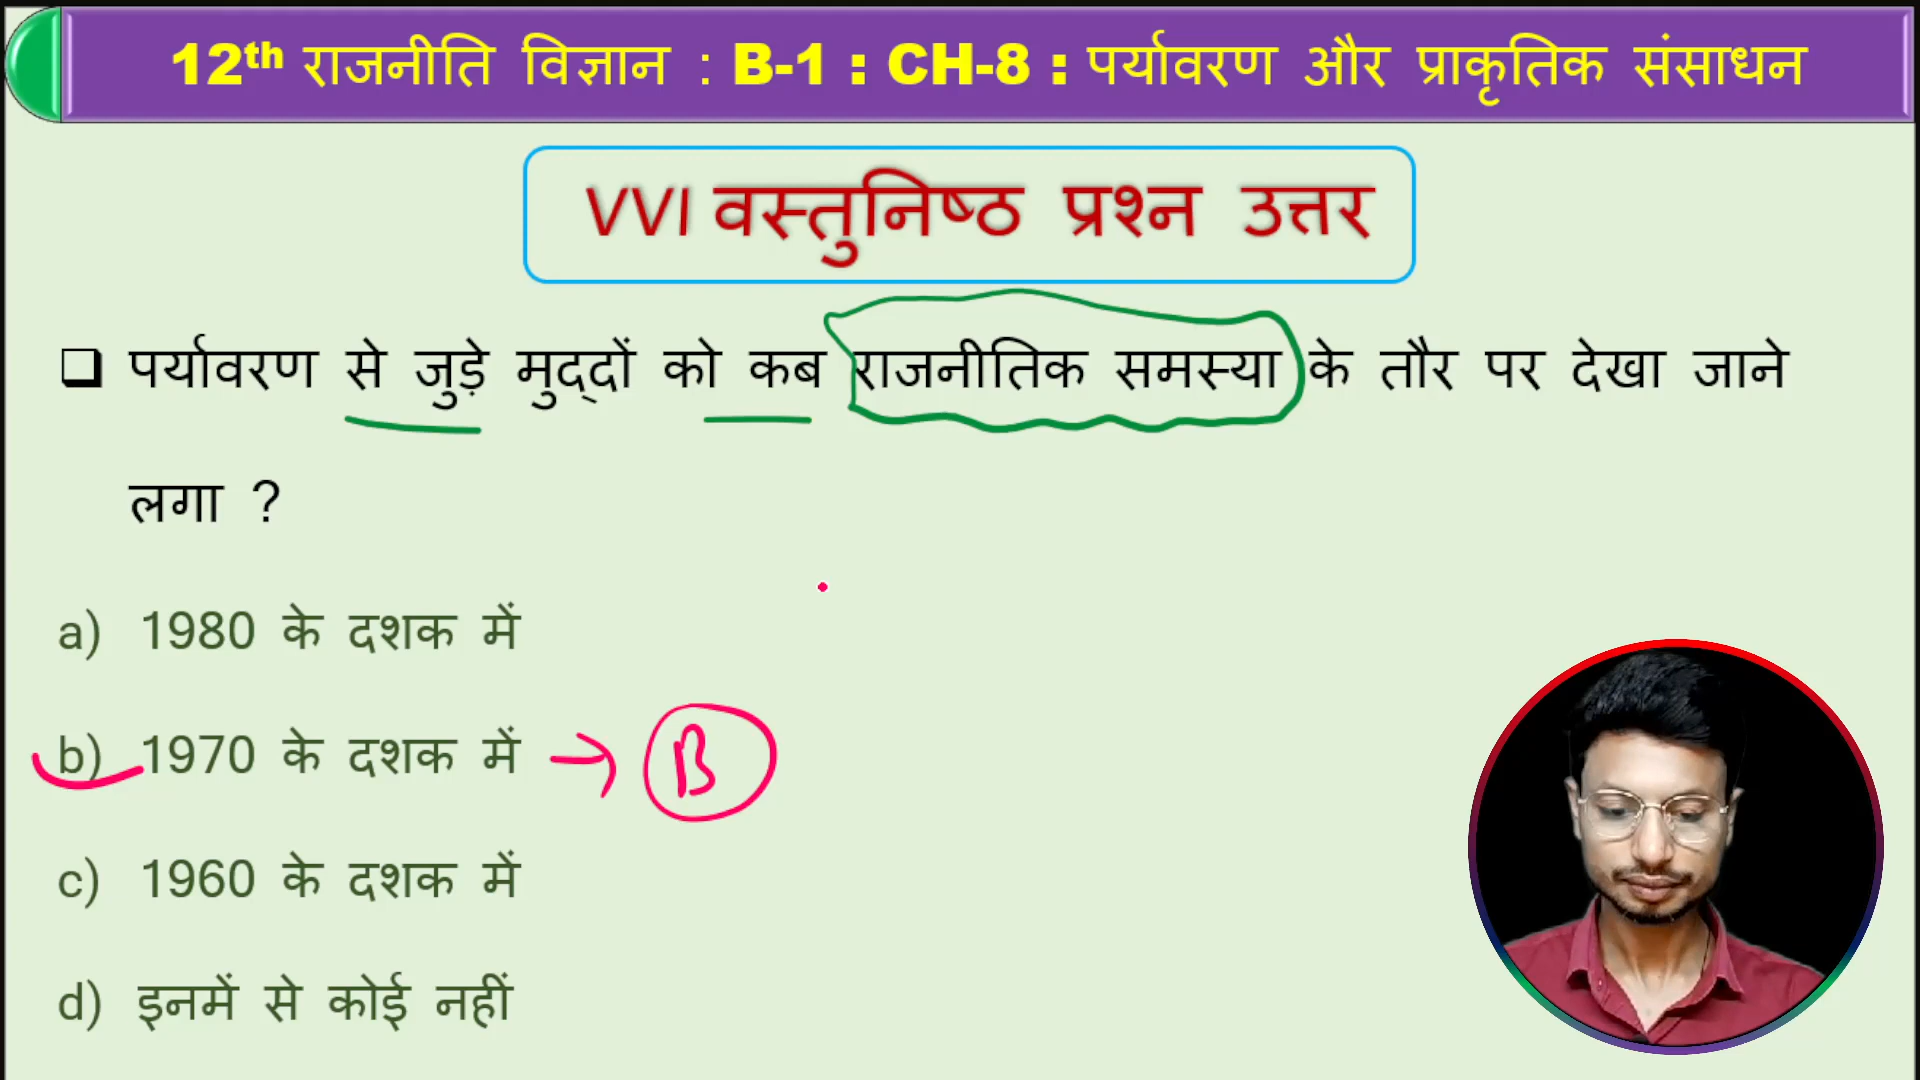 12th राजनीति विज्ञान : B-1 : CH-8 : पर्यावरण और प्राकृतिक संसाधन
VVI वस्तुनिष्ठ प्रश्न उत्तर
❑ पर्यावरण से जुड़े मुद्दों को कब राजनीतिक समस्या के तौर पर देखा जाने
लगा ?
a) 1980 के दशक में
b) 1970 के दशक में → B
c) 1960 के दशक में
d) इनमें से कोई नहीं